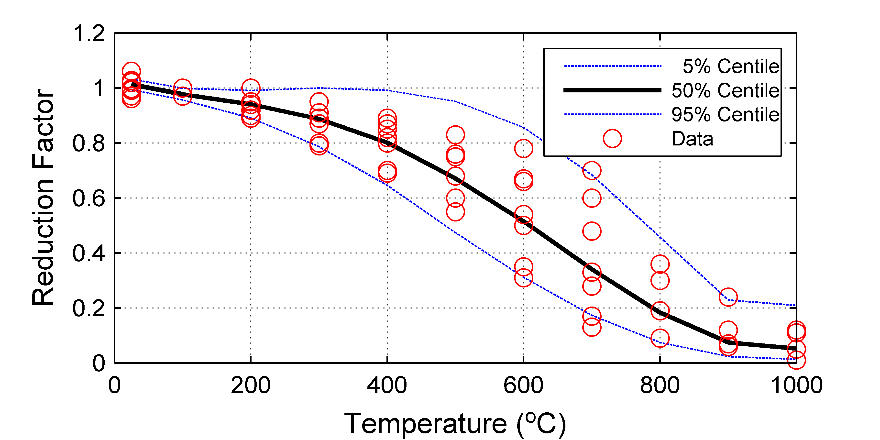 1.2
1
0.8
0.6
0.4
0.2
0
0 200 400 600 800 1000
Reduction Factor
Temperature (ºC)
5% Centile
50% Centile
95% Centile
Data